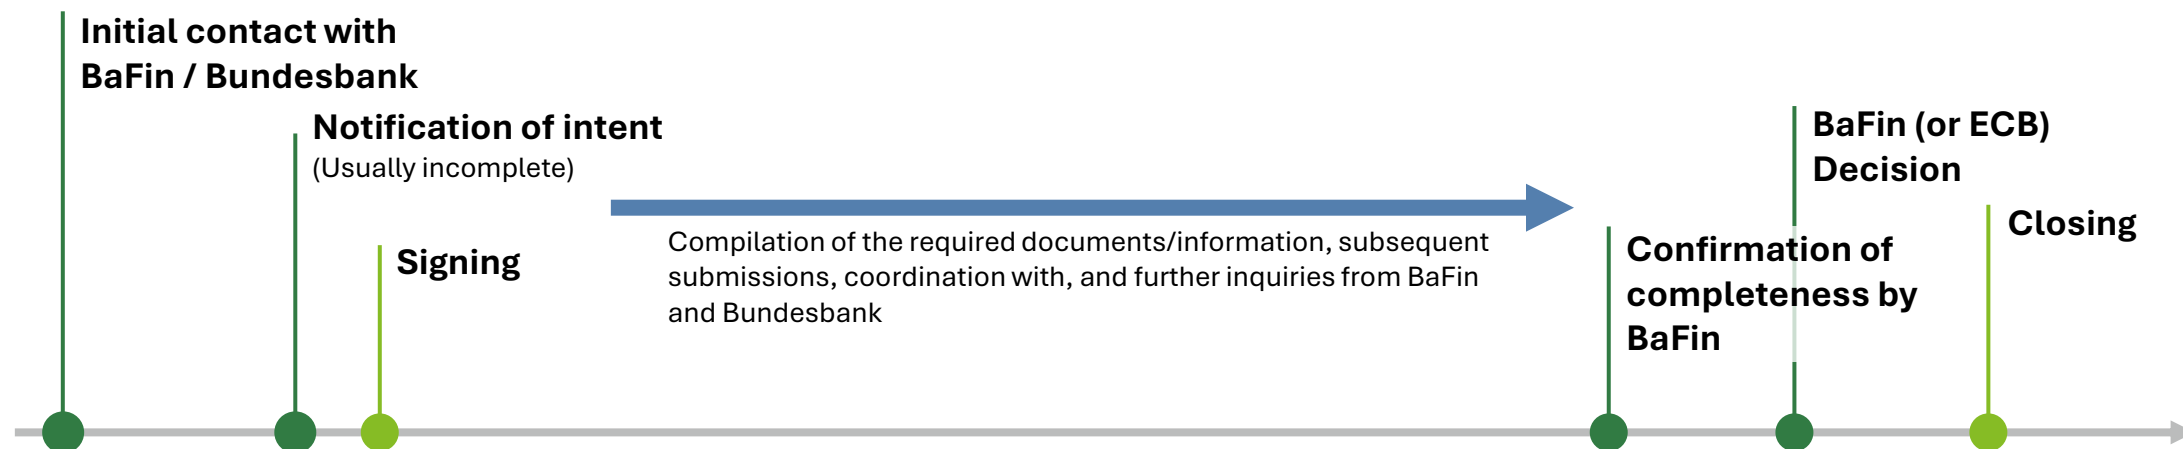 Initial contact with
BaFin / Bundesbank
Notification of intent
(Usually incomplete)
Signing
Compilation of the required documents/information, subsequent
submissions, coordination with, and further inquiries from BaFin
and Bundesbank
Confirmation of
completeness by
BaFin
BaFin (or ECB)
Decision
Closing